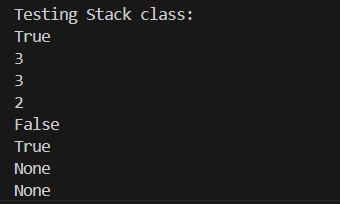 Testing Stack class:
True
3
3
2
False
True
None
None